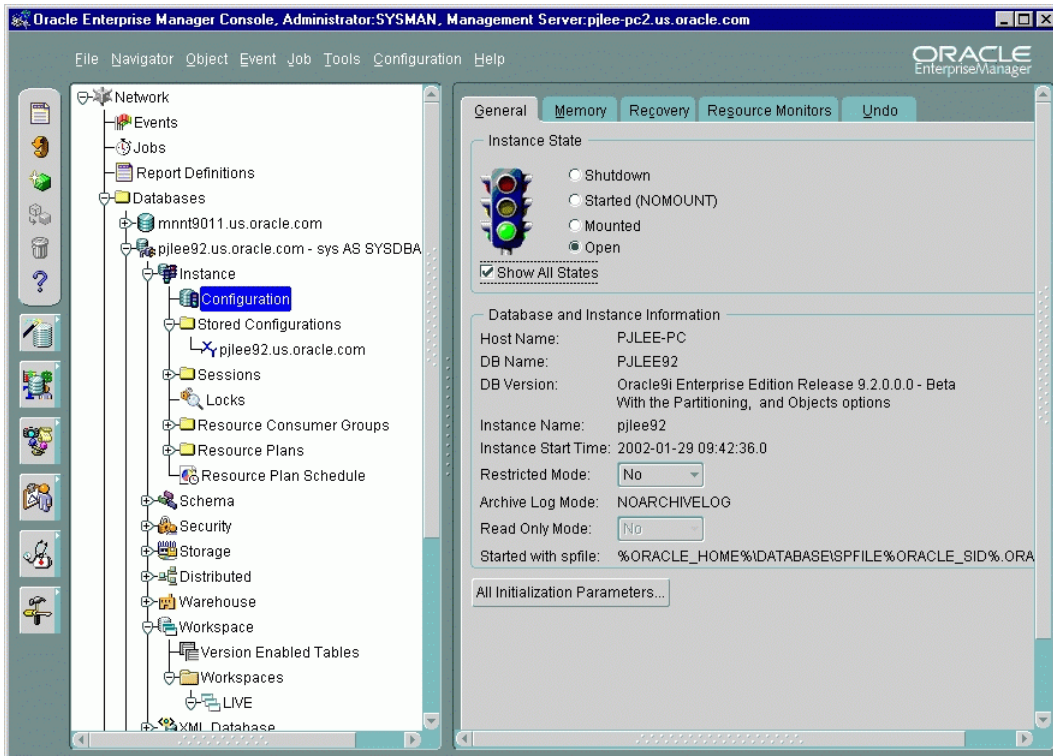 Oracle Enterprise Manager Console, Administrator:SYSMAN, Management Server:pjlee-pc2.us.oracle.com
File Navigator Object Event Job Tools Configuration Help
ORACLE
EnterpriseManager
Network
Events
Jobs
Report Definitions
Databases
mnnt9011.us.oracle.com
pjlee92.us.oracle.com - sys AS SYSDBA
Instance
Configuration
Stored Configurations
pjlee92.us.oracle.com
Sessions
Locks
Resource Consumer Groups
Resource Plans
Resource Plan Schedule
Schema
Security
Storage
Distributed
Warehouse
Workspace
Version Enabled Tables
Workspaces
LIVE
XML Database
General Memory Recovery Resource Monitors Undo
Instance State
Shutdown
Started (NOMOUNT)
Mounted
Open
Show All States
Database and Instance Information
Host Name: PJLEE-PC
DB Name: PJLEE92
DB Version: Oracle9i Enterprise Edition Release 9.2.0.0.0 - Beta
With the Partitioning, and Objects options
Instance Name: pjlee92
Instance Start Time: 2002-01-29 09:42:36.0
Restricted Mode: No
Archive Log Mode: NOARCHIVELOG
Read Only Mode: No
Started with spfile: %ORACLE_HOME%\DATABASE\SPFILE%ORACLE_SID%.ORA
All Initialization Parameters...